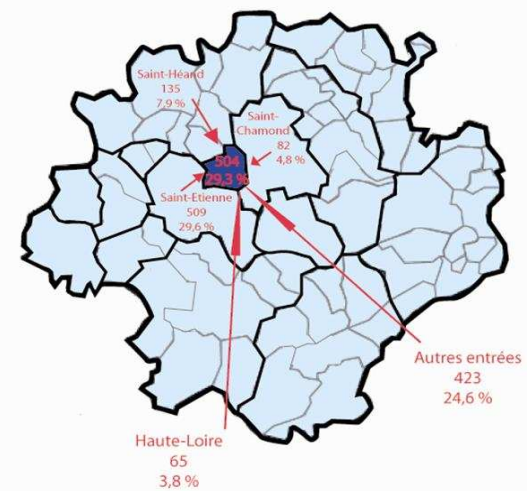 Saint-Héand
135
7,9 %
Saint-
Chamond
82
4,8 %
504
29,3 %
Saint-Etienne
509
29,6 %
Autres entrées
423
24,6 %
Haute-Loire
65
3,8 %